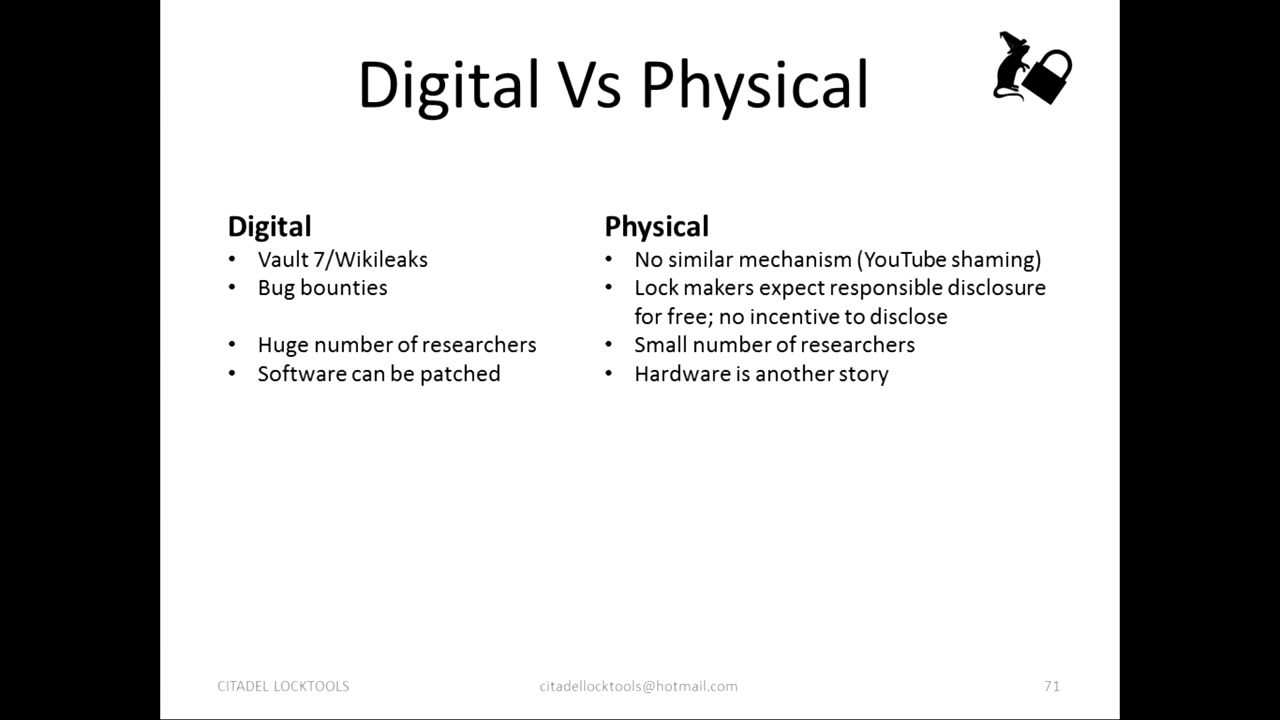 Digital Vs Physical
Digital
• Vault 7/Wikileaks
• Bug bounties
• Huge number of researchers
• Software can be patched
Physical
• No similar mechanism (YouTube shaming)
• Lock makers expect responsible disclosure
for free; no incentive to disclose
• Small number of researchers
• Hardware is another story
CITADEL LOCKTOOLS
citadellocktools@hotmail.com
71